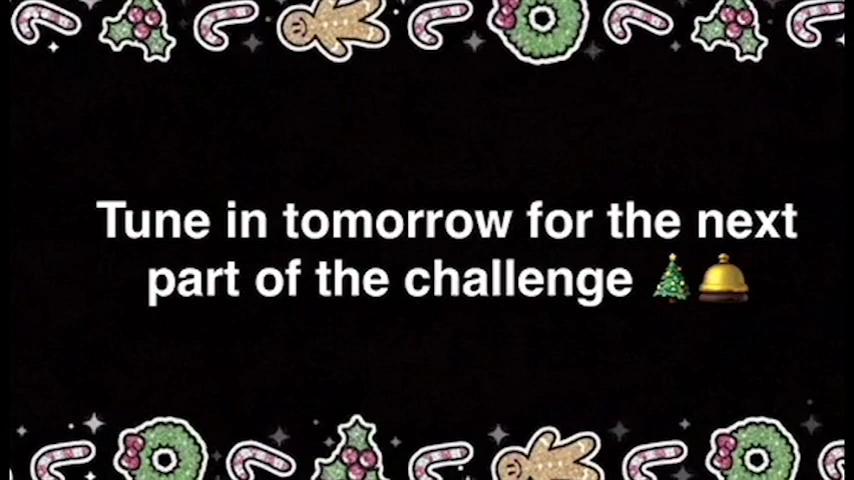 Tune in tomorrow for the next
part of the challenge 🎄🛎️